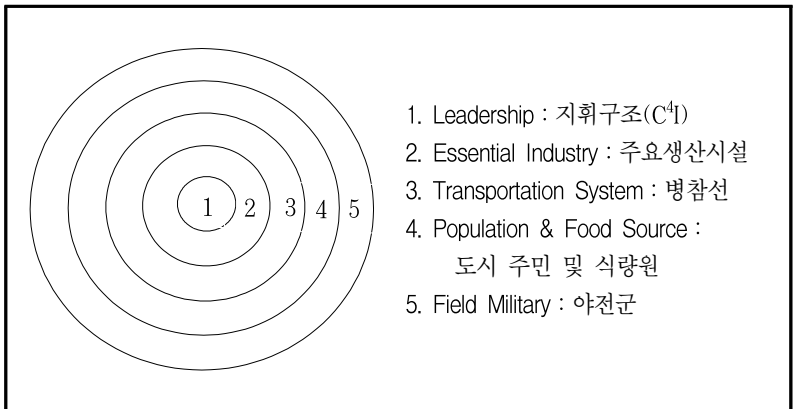 1 2 3 4 5
1. Leadership : 지휘구조(C⁴I)
2. Essential Industry : 주요생산시설
3. Transportation System : 병참선
4. Population & Food Source :
도시 주민 및 식량원
5. Field Military : 야전군